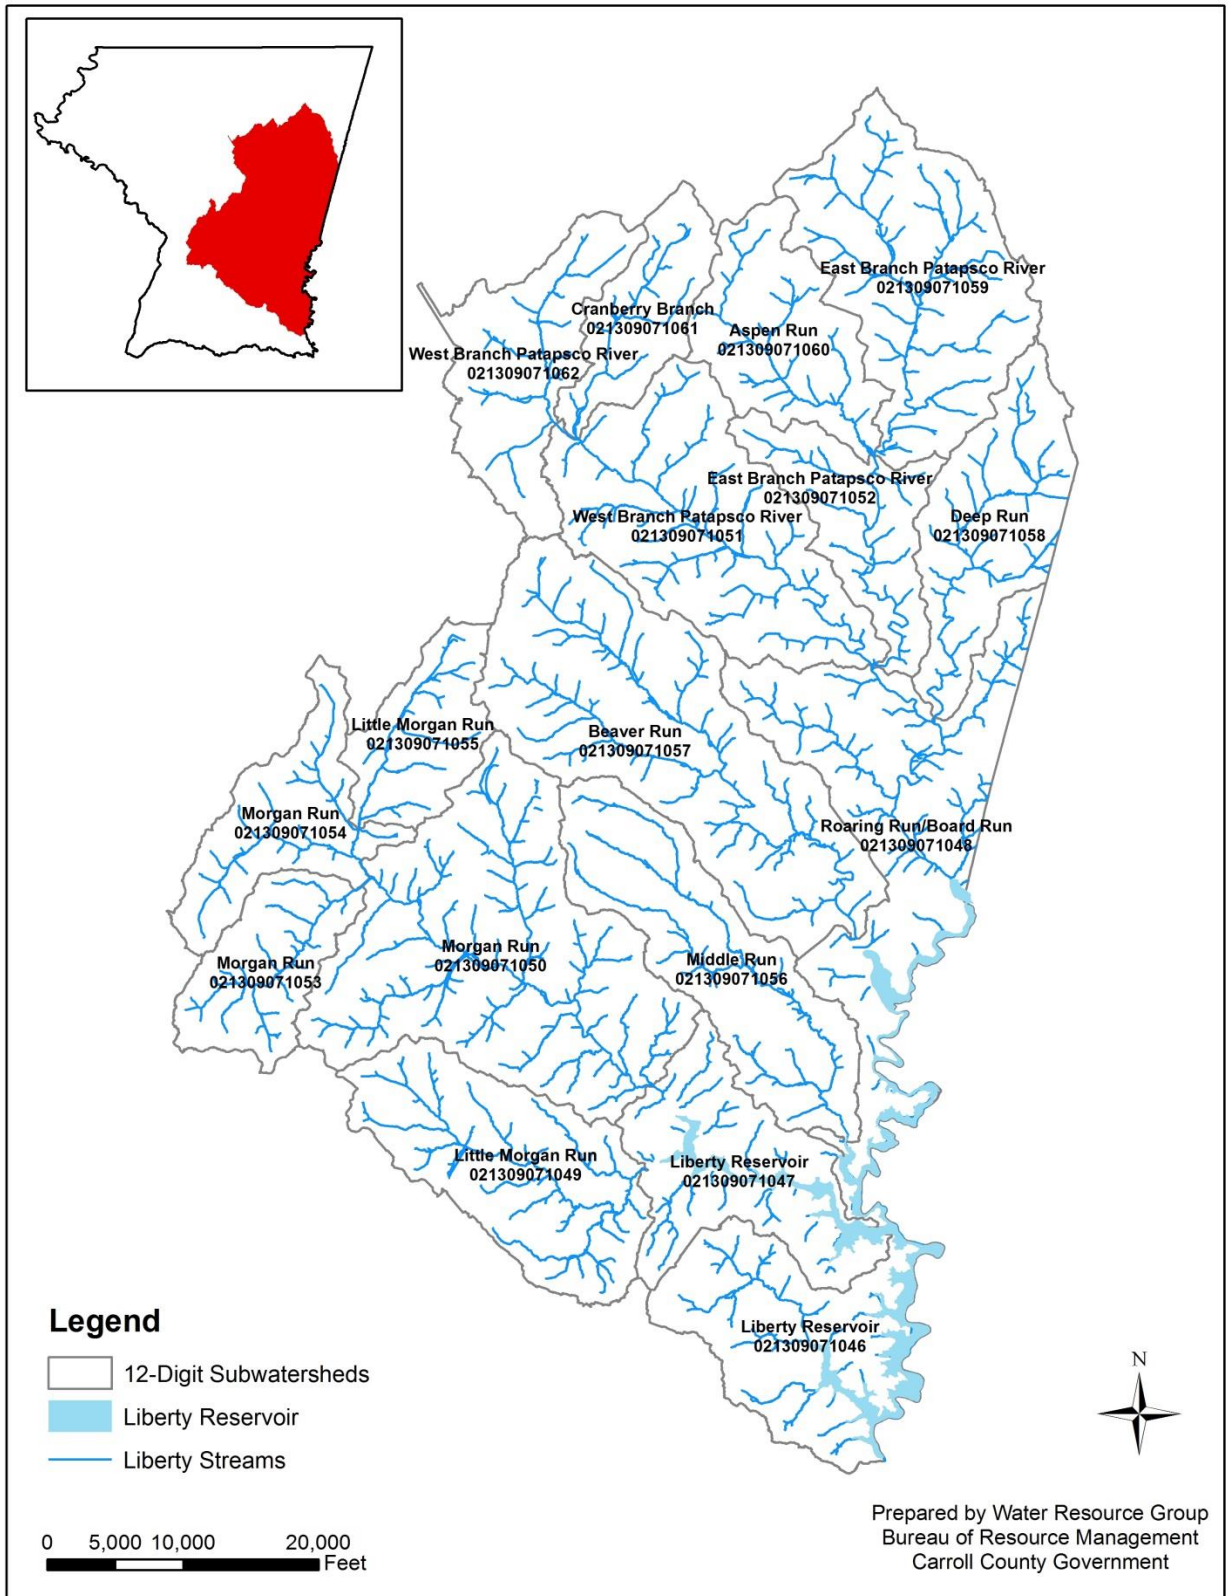 East Branch Patapsco River
021309071059
Cranberry Branch
021309071061
Aspen Run
021309071060
West Branch Patapsco River
021309071062
East Branch Patapsco River
021309071052
West Branch Patapsco River
021309071051
Deep Run
021309071058
Little Morgan Run
021309071055
Beaver Run
021309071057
Morgan Run
021309071054
Roaring Run/Board Run
021309071048
Morgan Run
021309071053
Morgan Run
021309071050
Middle Run
021309071056
Little Morgan Run
021309071049
Liberty Reservoir
021309071047
Liberty Reservoir
021309071046
Legend
12-Digit Subwatersheds
Liberty Reservoir
Liberty Streams
N
0 5,000 10,000 20,000
Feet
Prepared by Water Resource Group
Bureau of Resource Management
Carroll County Government